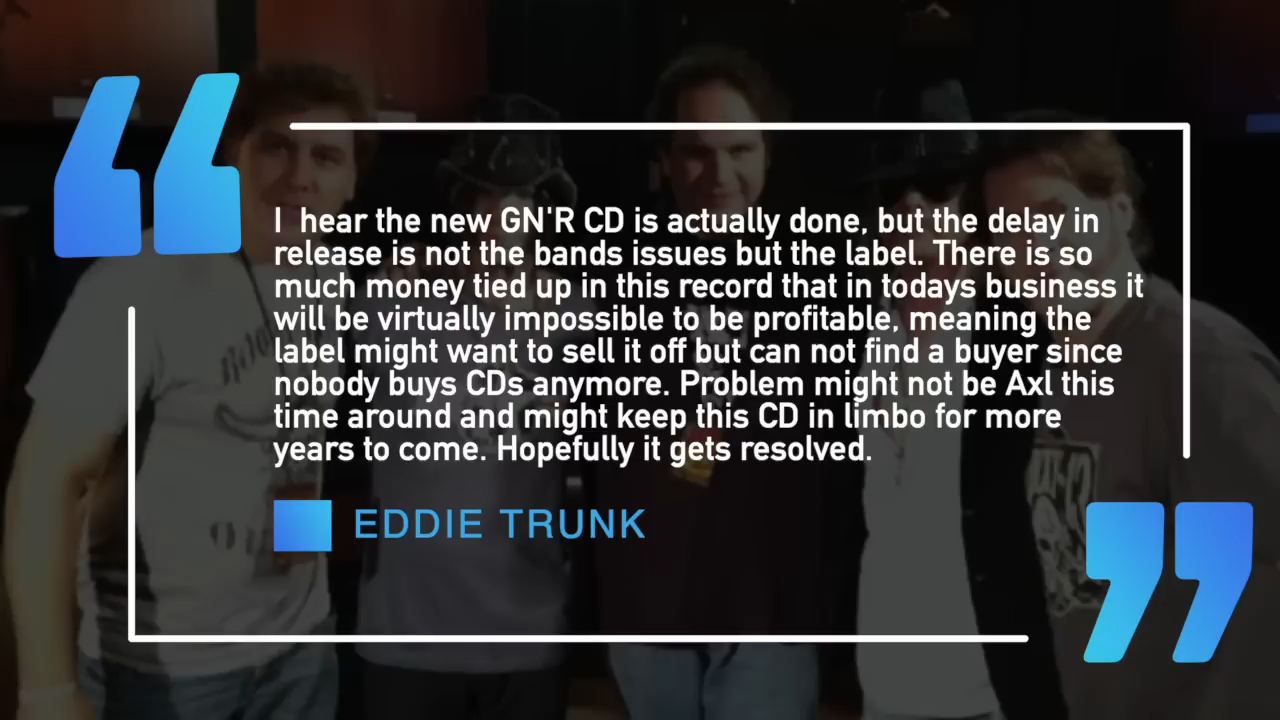 I hear the new GN'R CD is actually done, but the delay in
release is not the bands issues but the label. There is so
much money tied up in this record that in todays business it
will be virtually impossible to be profitable, meaning the
label might want to sell it off but can not find a buyer since
nobody buys CDs anymore. Problem might not be Axl this
time around and might keep this CD in limbo for more
years to come. Hopefully it gets resolved.
EDDIE TRUNK